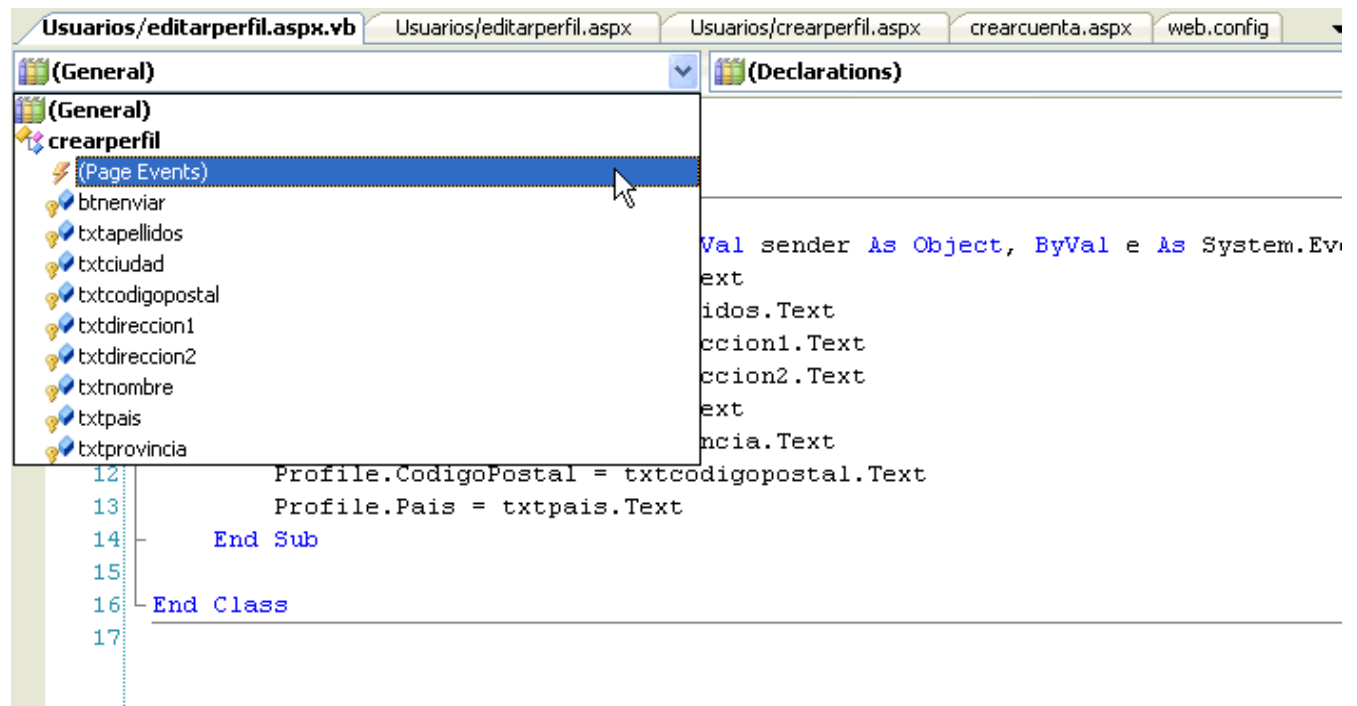 Usuarios/editarperfil.aspx.vb Usuarios/editarperfil.aspx Usuarios/crearperfil.aspx crearcuenta.aspx web.config
(General) (Declarations)
(General)
crearperfil
(Page Events)
btnenviar
txtapellidos
txtciudad
txtcodigopostal
txtdireccion1
txtdireccion2
txtnombre
txtpais
txtprovincia
Val sender As Object, ByVal e As System.Eve
ext
idos.Text
ccion1.Text
ccion2.Text
ext
ncia.Text
12 Profile.CodigoPostal = txtcodigopostal.Text
13 Profile.Pais = txtpais.Text
14 End Sub
15
16 End Class
17